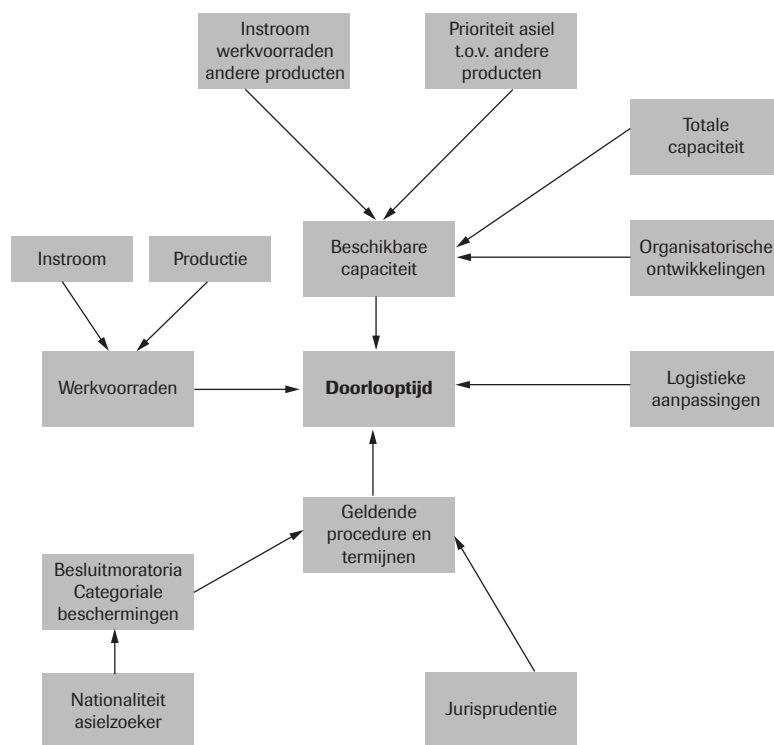 Instroom
werkvoorraden
andere producten
Prioriteit asiel
t.o.v. andere
producten
Totale
capaciteit
Beschikbare
capaciteit
Organisatorische
ontwikkelingen
Instroom
Productie
Werkvoorraden
Doorlooptijd
Logistieke
aanpassingen
Geldende
procedure en
termijnen
Besluitmoratoria
Categoriale
beschermingen
Nationaliteit
asielzoeker
Jurisprudentie